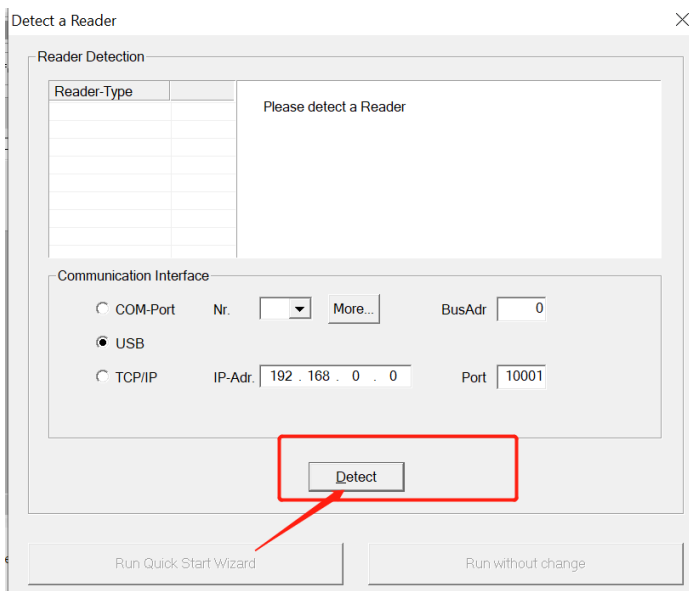 Detect a Reader
Reader Detection
Reader-Type
Please detect a Reader
Communication Interface
COM-Port Nr. More... BusAdr 0
USB
TCP/IP IP-Adr. 192 . 168 . 0 . 0 Port 10001
Detect
Run Quick Start Wizard Run without change